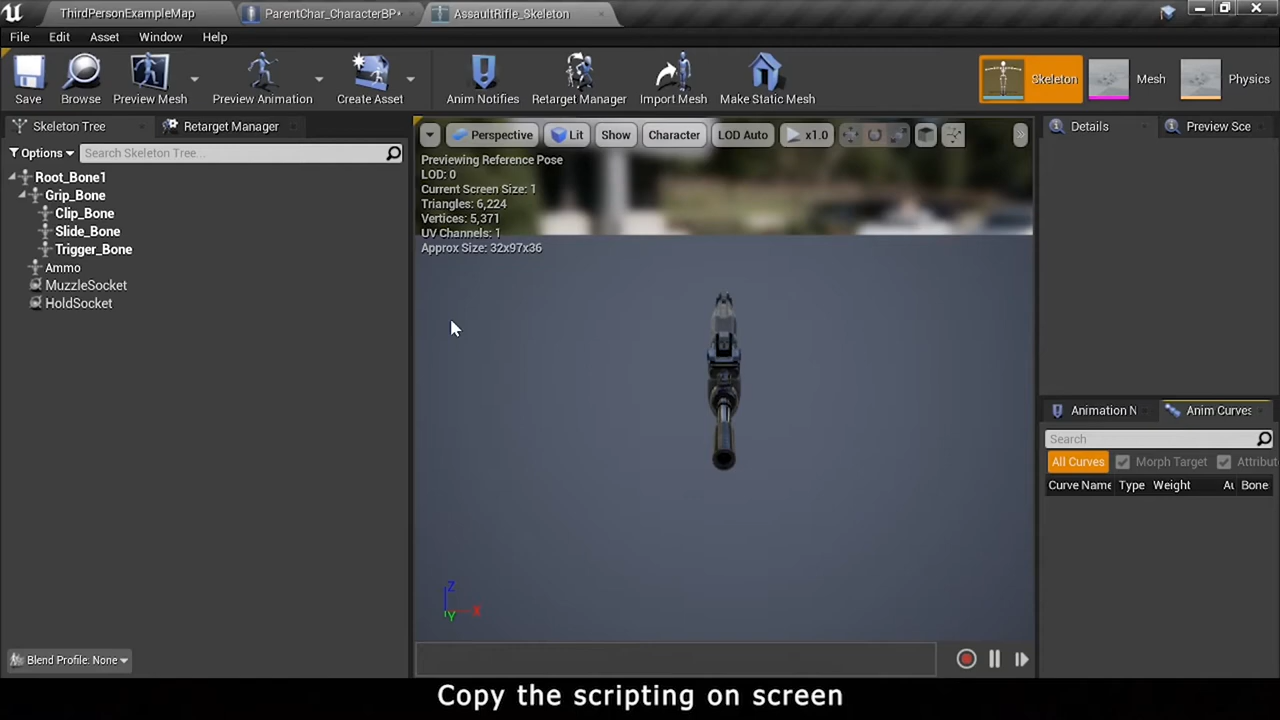 ThirdPersonExampleMap
ParentChar_CharacterBP*
AssaultRifle_Skeleton
File Edit Asset Window Help
Save Browse Preview Mesh Preview Animation Create Asset Anim Notifies Retarget Manager Import Mesh Make Static Mesh Skeleton Mesh Physics
Skeleton Tree Retarget Manager
Options Search Skeleton Tree...
Root_Bone1
Grip_Bone
Clip_Bone
Slide_Bone
Trigger_Bone
Ammo
MuzzleSocket
HoldSocket
Blend Profile: None
Perspective Lit Show Character LOD Auto x1.0
Previewing Reference Pose
LOD: 0
Current Screen Size: 1
Triangles: 6,224
Vertices: 5,371
UV Channels: 1
Approx Size: 32x97x36
Z
X
Y
Details Preview Sce
Animation N Anim Curves
Search
All Curves Morph Target Attribut
Curve Name Type Weight Au Bone
Copy the scripting on screen